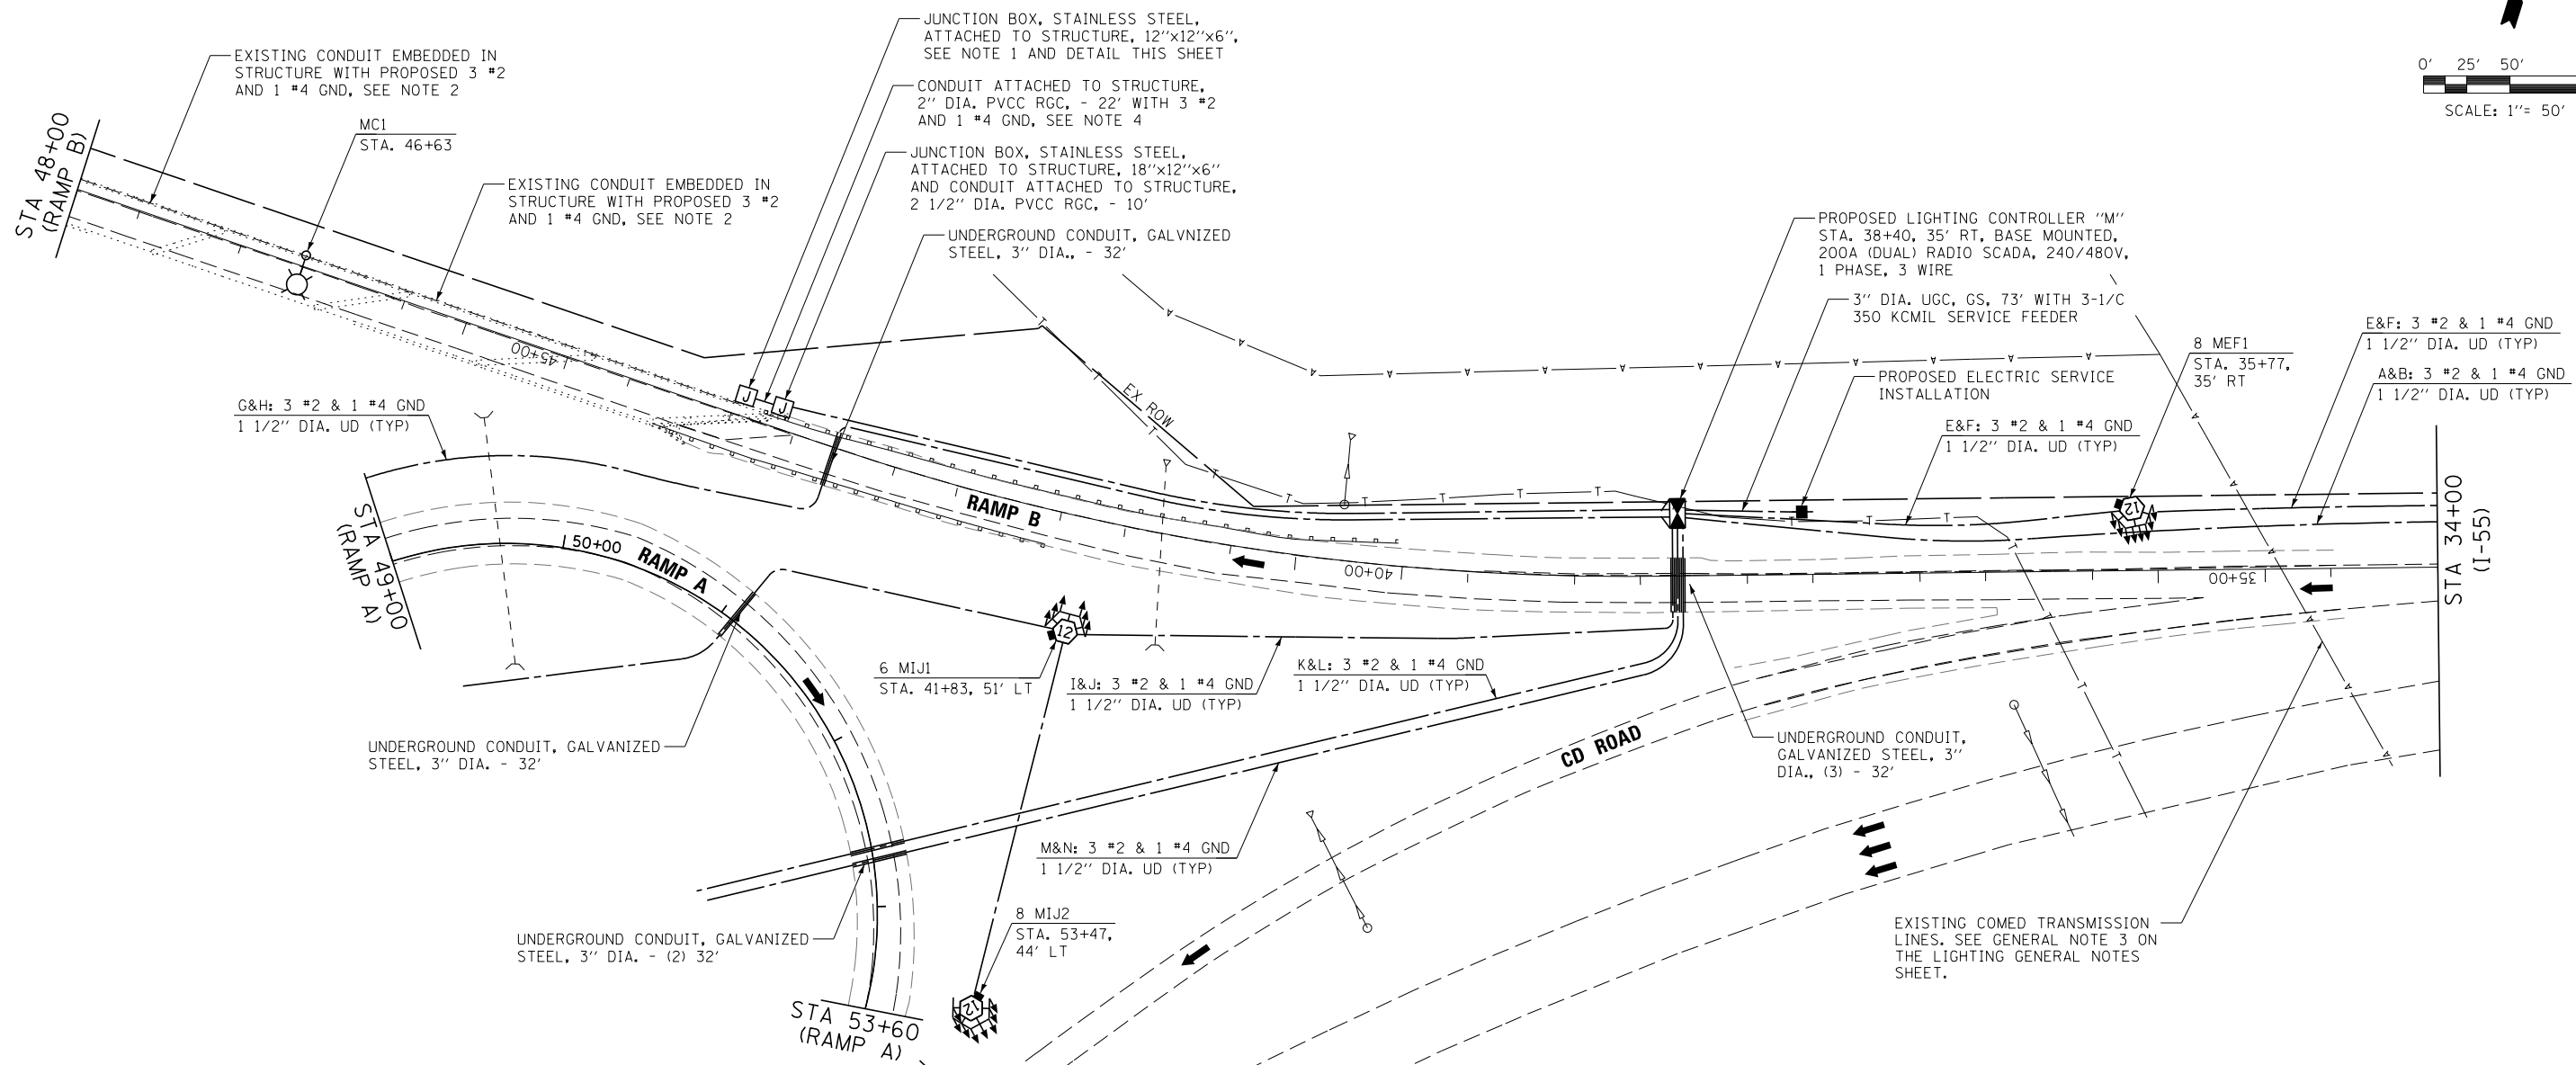 JUNCTION BOX, STAINLESS STEEL,
ATTACHED TO STRUCTURE, 12"x12"x6",
SEE NOTE 1 AND DETAIL THIS SHEET
EXISTING CONDUIT EMBEDDED IN
STRUCTURE WITH PROPOSED 3 #2
AND 1 #4 GND, SEE NOTE 2
0' 25' 50'
SCALE: 1"= 50'
CONDUIT ATTACHED TO STRUCTURE,
2" DIA. PVCC RGC, - 22' WITH 3 #2
AND 1 #4 GND, SEE NOTE 4
MC1
STA. 46+63
STA 48+00
(RAMP B)
JUNCTION BOX, STAINLESS STEEL,
ATTACHED TO STRUCTURE, 18"x12"x6"
AND CONDUIT ATTACHED TO STRUCTURE,
2 1/2" DIA. PVCC RGC, - 10'
EXISTING CONDUIT EMBEDDED IN
STRUCTURE WITH PROPOSED 3 #2
AND 1 #4 GND, SEE NOTE 2
UNDERGROUND CONDUIT, GALVNIZED
STEEL, 3" DIA., - 32'
PROPOSED LIGHTING CONTROLLER "M"
STA. 38+40, 35' RT, BASE MOUNTED,
200A (DUAL) RADIO SCADA, 240/480V,
1 PHASE, 3 WIRE
3" DIA. UGC, GS, 73' WITH 3-1/C
350 KCMIL SERVICE FEEDER
E&F: 3 #2 & 1 #4 GND
1 1/2" DIA. UD (TYP)
8 MEF1
STA. 35+77,
35' RT
A&B: 3 #2 & 1 #4 GND
1 1/2" DIA. UD (TYP)
PROPOSED ELECTRIC SERVICE
INSTALLATION
E&F: 3 #2 & 1 #4 GND
1 1/2" DIA. UD (TYP)
45+00
J
J
EX ROW
G&H: 3 #2 & 1 #4 GND
1 1/2" DIA. UD (TYP)
RAMP B
12
STA 34+00
(I-55)
STA 49+00
(RAMP A)
50+00
RAMP A
40+00
35+00
12
6 MIJ1
STA. 41+83, 51' LT
I&J: 3 #2 & 1 #4 GND
1 1/2" DIA. UD (TYP)
K&L: 3 #2 & 1 #4 GND
1 1/2" DIA. UD (TYP)
UNDERGROUND CONDUIT, GALVANIZED
STEEL, 3" DIA. - 32'
CD ROAD
UNDERGROUND CONDUIT,
GALVANIZED STEEL, 3"
DIA., (3) - 32'
M&N: 3 #2 & 1 #4 GND
1 1/2" DIA. UD (TYP)
UNDERGROUND CONDUIT, GALVANIZED
STEEL, 3" DIA. - (2) 32'
8 MIJ2
STA. 53+47,
44' LT
EXISTING COMED TRANSMISSION
LINES. SEE GENERAL NOTE 3 ON
THE LIGHTING GENERAL NOTES
SHEET.
12
STA 53+60
(RAMP A)